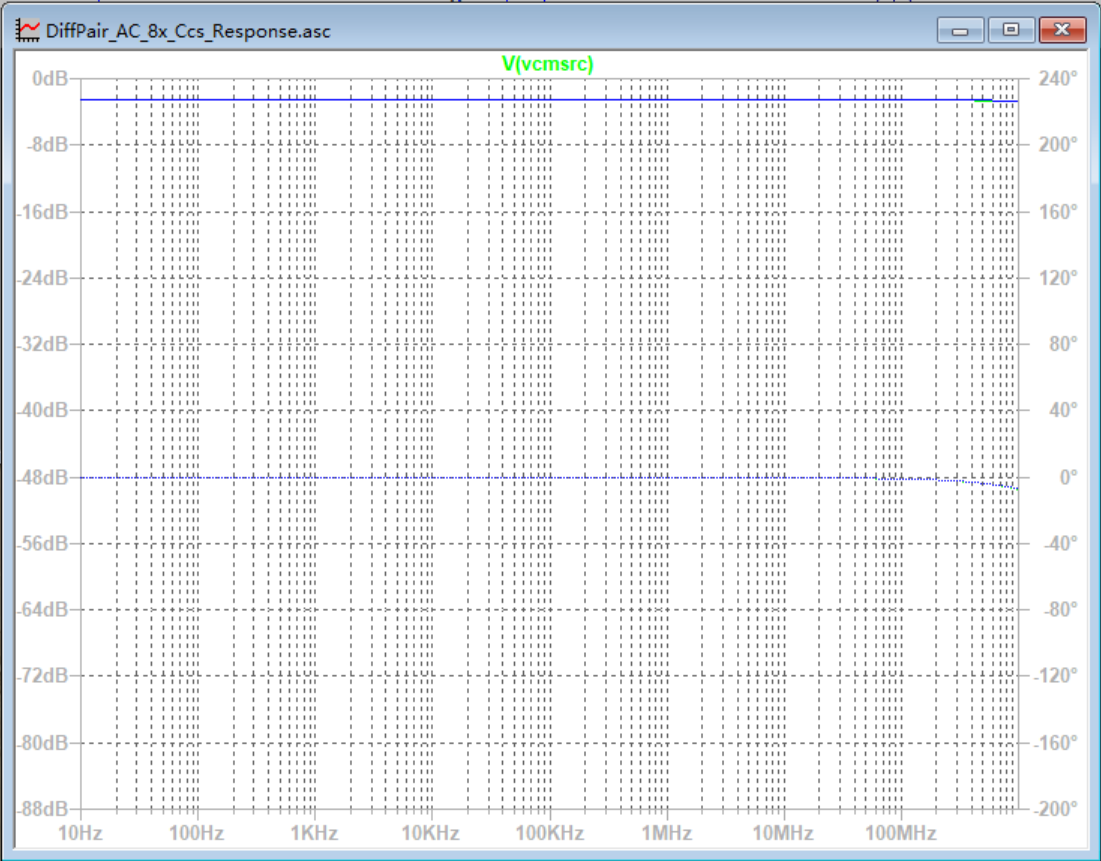 DiffPair_AC_8x_Ccs_Response.asc
V(vcmsrc)
0dB 240°
-8dB 200°
-16dB 160°
-24dB 120°
-32dB 80°
-40dB 40°
-48dB 0°
-56dB -40°
-64dB -80°
-72dB -120°
-80dB -160°
-88dB -200°
10Hz 100Hz 1KHz 10KHz 100KHz 1MHz 10MHz 100MHz